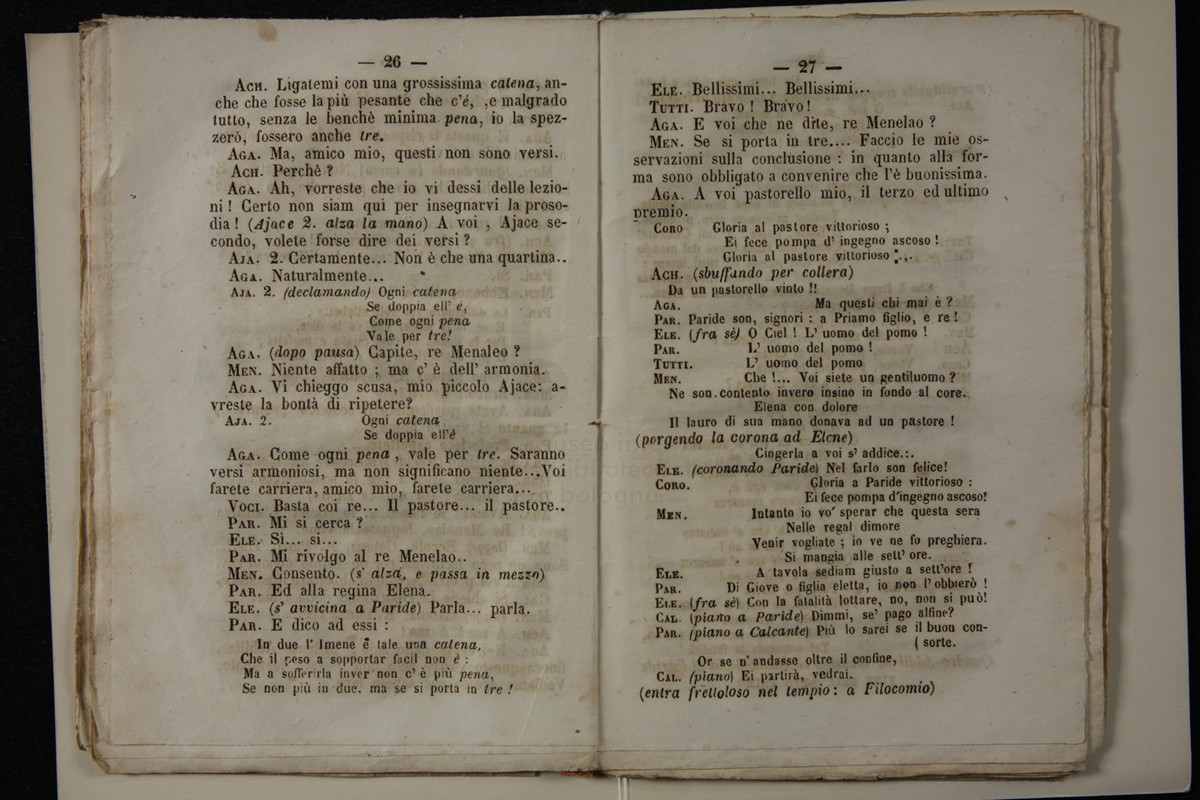 — 26 —
ACH. Ligatemi con una grossissima catena, an-
che che fosse la più pesante che c'é, ,e malgrado
tutto, senza le benchè minima pena, io la spez-
zerò, fossero anche tre.
AGA. Ma, amico mio, questi non sono versi.
ACH. Perchè ?
AGA. Ah, vorreste che io vi dessi delle lezio-
ni ! Certo non siam qui per insegnarvi la proso-
dia ! (Ajace 2. alza la mano) A voi , Ajace se-
condo, volete forse dire dei versi ?
AJA. 2. Certamente... Non è che una quartina..
AGA. Naturalmente...
AJA. 2. (declamando) Ogni catena
Se doppia ell' é,
Come ogni pena
Vale per tre!
AGA. (dopo pausa) Capite, re Menaleo ?
MEN. Niente affatto ; ma c' è dell' armonia.
AGA. Vi chieggo scusa, mio piccolo Ajace: a-
vreste la bontà di ripetere?
AJA. 2. Ogni catena
Se doppia ell'è
AGA. Come ogni pena , vale per tre. Saranno
versi armoniosi, ma non significano niente...Voi
farete carriera, amico mio, farete carriera...
VOCI. Basta coi re... Il pastore... il pastore..
PAR. Mi si cerca ?
ELE. Sì... sì...
PAR. Mi rivolgo al re Menelao..
MEN. Consento. (s' alza, e passa in mezzo)
PAR. Ed alla regina Elena.
ELE. (s' avvicina a Paride) Parla... parla.
PAR. E dico ad essi :
In due l' Imene è tale una catena,
Che il peso a sopportar facil non è :
Ma a sofferirla inver non c' è più pena,
Se non più in due. ma se si porta in tre !
— 27 —
ELE. Bellissimi... Bellissimi...
TUTTI. Bravo ! Bravo !
AGA. E voi che ne dite, re Menelao ?
MEN. Se si porta in tre.... Faccio le mie os-
servazioni sulla conclusione : in quanto alla for-
ma sono obbligato a convenire che l'è buonissima.
AGA. A voi pastorello mio, il terzo ed ultimo
premio.
CORO Gloria al pastore vittorioso ;
Ei fece pompa d' ingegno ascoso !
Gloria al pastore vittorioso
ACH. (sbuffando per collera)
Da un pastorello vinto !!
AGA. Ma questi chi mai è ?
PAR. Paride son, signori : a Priamo figlio, e re !
ELE. (fra sè) O Ciel ! L' uomo del pomo !
PAR. L' uomo del pomo !
TUTTI. L' uomo del pomo
MEN. Che !... Voi siete un gentiluomo ?
Ne son contento invero insino in fondo al core.
Elena con dolore
Il lauro di sua mano donava ad un pastore !
(porgendo la corona ad Elene)
Cingerla a voi s' addice.:.
ELE. (coronando Paride) Nel farlo son felice!
CORO. Gloria a Paride vittorioso :
Ei fece pompa d'ingegno ascoso!
MEN. Intanto io vo' sperar che questa sera
Nelle regal dimore
Venir vogliate ; io ve ne fo preghiera.
Si mangia alle sett' ore.
ELE. A tavola sediam giusto a sett'ore !
PAR. Di Giove o figlia eletta, io non l'obblierò !
ELE. (fra sè) Con la fatalità lottare, no, non si può!
CAL. (piano a Paride) Dimmi, se' pago alfine?
PAR. (piano a Calcante) Più lo sarei se il buon con-
( sorte.
Or se n'andasse oltre il confine,
CAL. (piano) Ei partirà, vedrai.
(entra frettoloso nel tempio : a Filocomio)